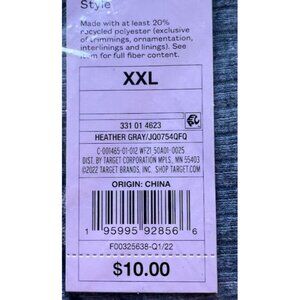 Style
Made with at least 20%
recycled polyester (exclusive
of trimmings, ornamentation,
interlinings and linings). See
item for full fiber content.
XXL
331 01 4623
HEATHER GRAY/JQ0754QFQ
C-001465-01-012 WF21 50A01-0025
DIST. BY TARGET CORPORATION MPLS, MN 55403
©2022 TARGET BRANDS, INC. SHOP TARGET.COM
ORIGIN: CHINA
1 95995 92856 6
F00325638-Q1/22
$10.00